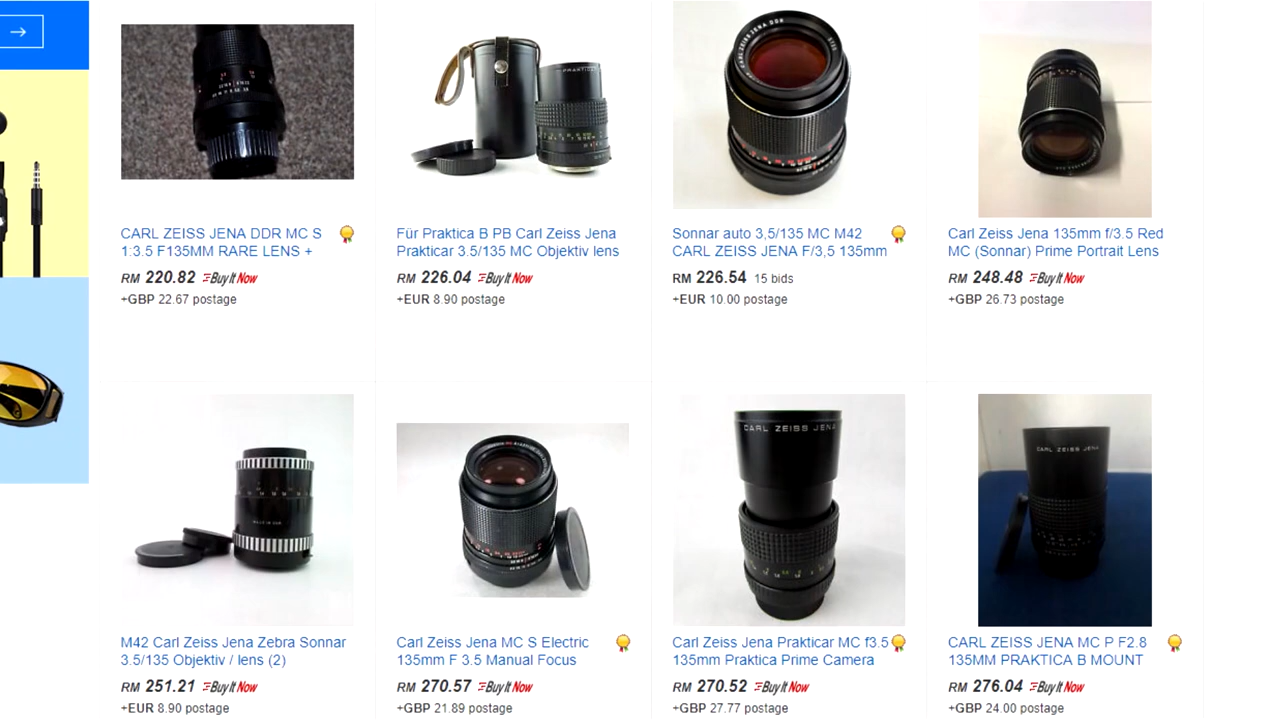 CARL ZEISS JENA DDR MC S
1:3.5 F135MM RARE LENS +
RM 220.82 Buy It Now
+GBP 22.67 postage
PRAKTICAR
Für Praktica B PB Carl Zeiss Jena
Prakticar 3.5/135 MC Objektiv lens
RM 226.04 Buy It Now
+EUR 8.90 postage
CARL ZEISS JENA DDR
Sonnar auto 3,5/135 MC M42
CARL ZEISS JENA F/3,5 135mm
RM 226.54 15 bids
+EUR 10.00 postage
Carl Zeiss Jena 135mm f/3.5 Red
MC (Sonnar) Prime Portrait Lens
RM 248.48 Buy It Now
+GBP 26.73 postage
M42 Carl Zeiss Jena Zebra Sonnar
3.5/135 Objektiv / lens (2)
RM 251.21 Buy It Now
+EUR 8.90 postage
Carl Zeiss Jena MC S Electric
135mm F 3.5 Manual Focus
RM 270.57 Buy It Now
+GBP 21.89 postage
CARL ZEISS JENA
Carl Zeiss Jena Prakticar MC f3.5
135mm Praktica Prime Camera
RM 270.52 Buy It Now
+GBP 27.77 postage
CARL ZEISS JENA
CARL ZEISS JENA MC P F2.8
135MM PRAKTICA B MOUNT
RM 276.04 Buy It Now
+GBP 24.00 postage